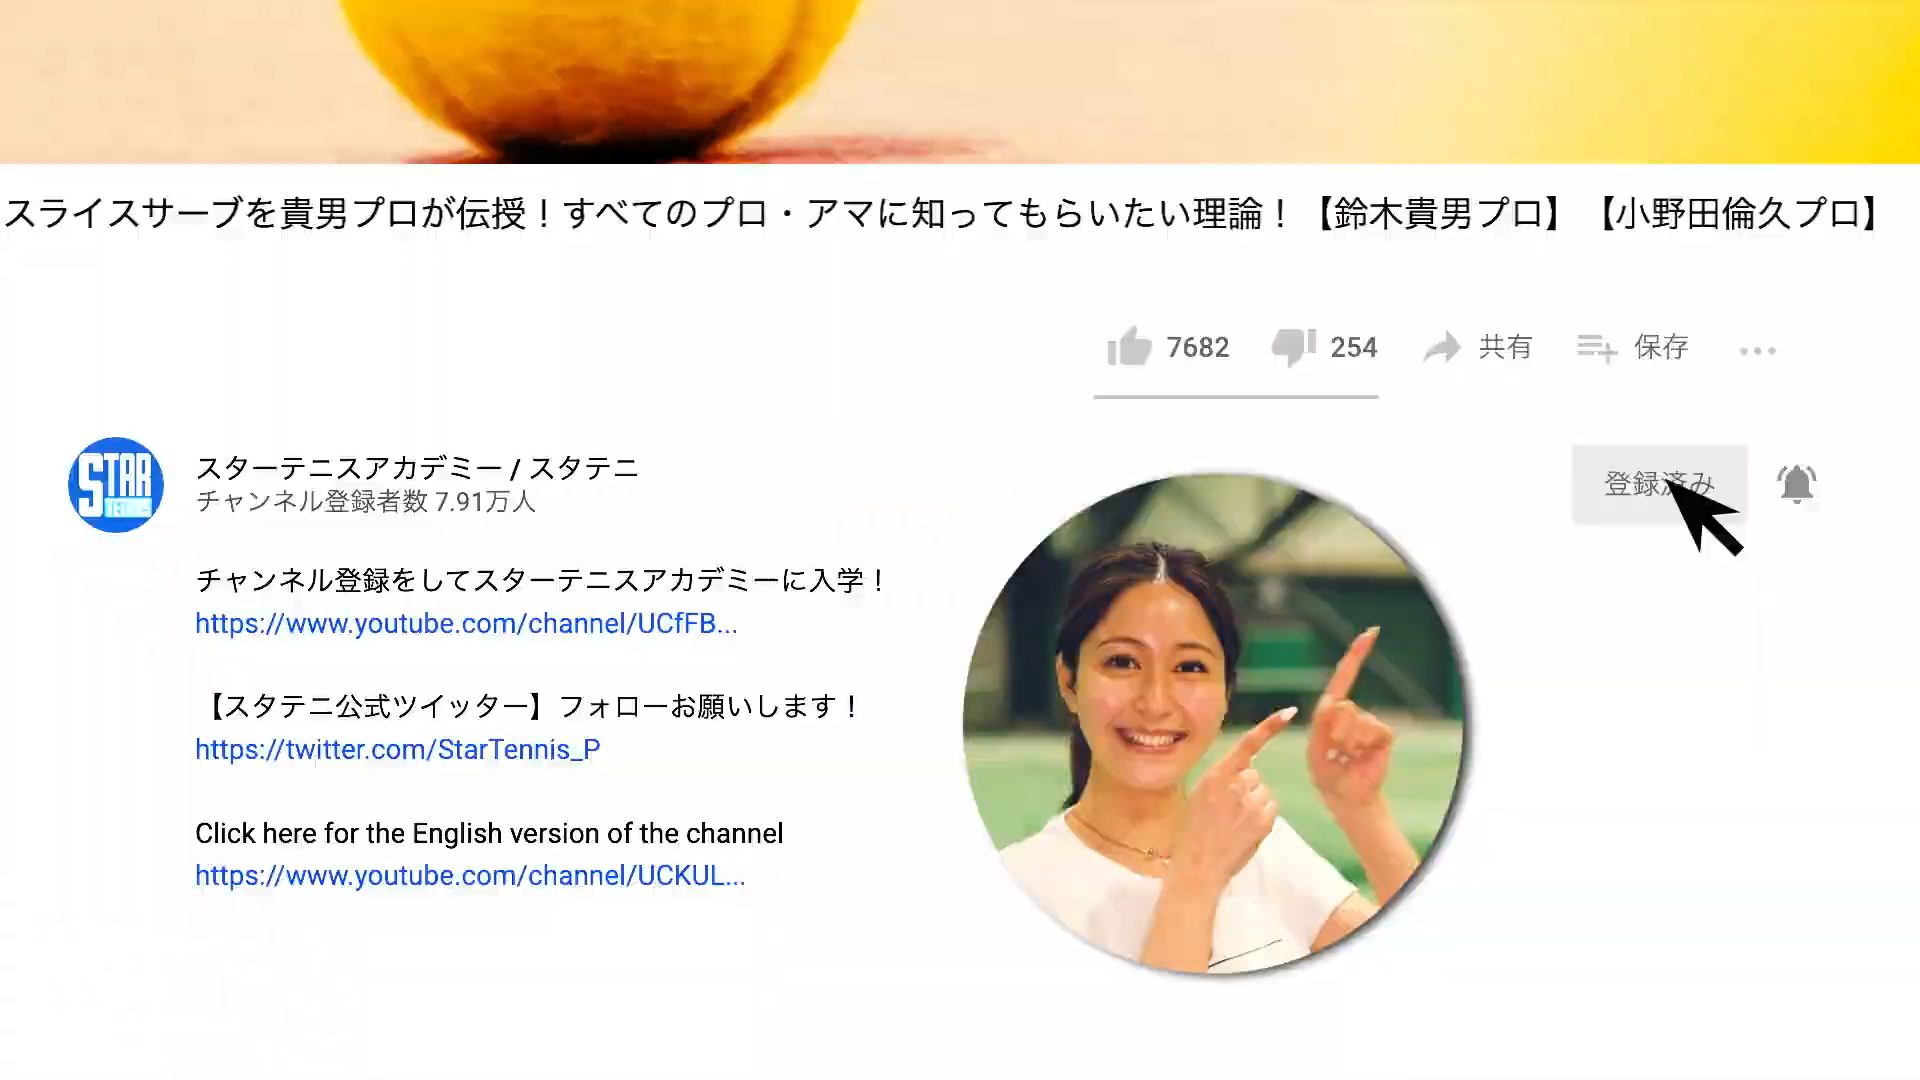 スライスサーブを貴男プロが伝授！すべてのプロ・アマに知ってもらいたい理論！【鈴木貴男プロ】【小野田倫久プロ】
7682 254 共有 保存
STAR
TENNIS
スターテニスアカデミー / スタテニ
チャンネル登録者数 7.91万人
登録済み
チャンネル登録をしてスターテニスアカデミーに入学！
https://www.youtube.com/channel/UCfFB...
【スタテニ公式ツイッター】フォローお願いします！
https://twitter.com/StarTennis_P
Click here for the English version of the channel
https://www.youtube.com/channel/UCKUL...